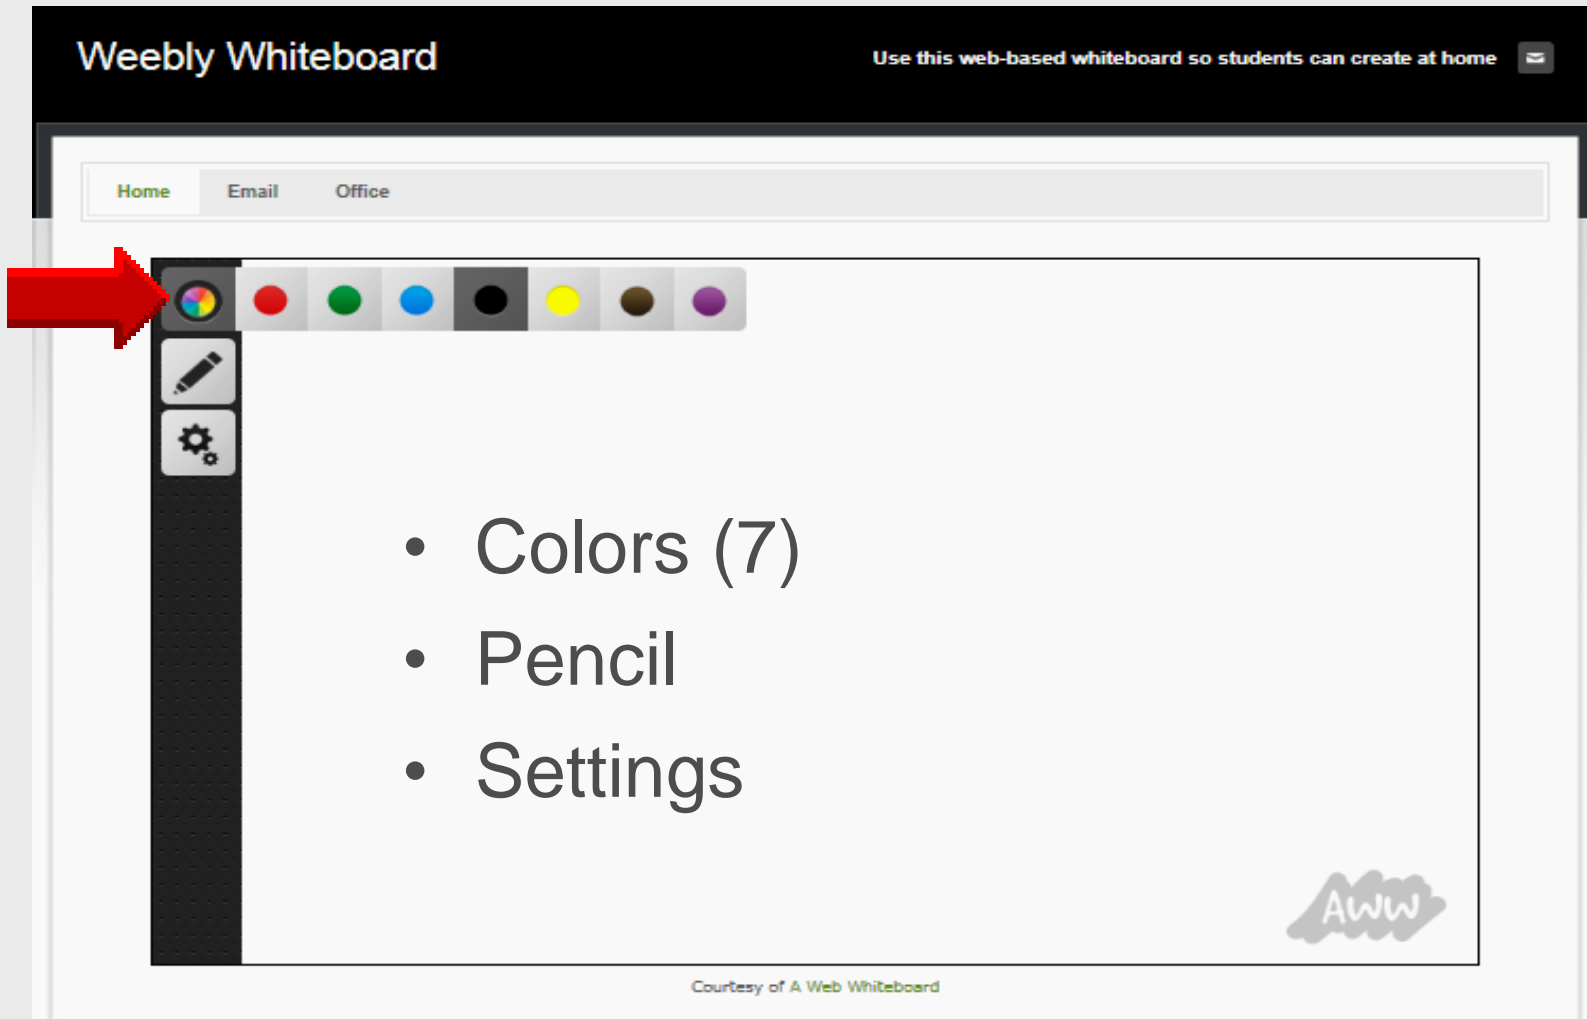 Weebly Whiteboard
Use this web-based whiteboard so students can create at home
Home Email Office
• Colors (7)
• Pencil
• Settings
AWW
Courtesy of A Web Whiteboard